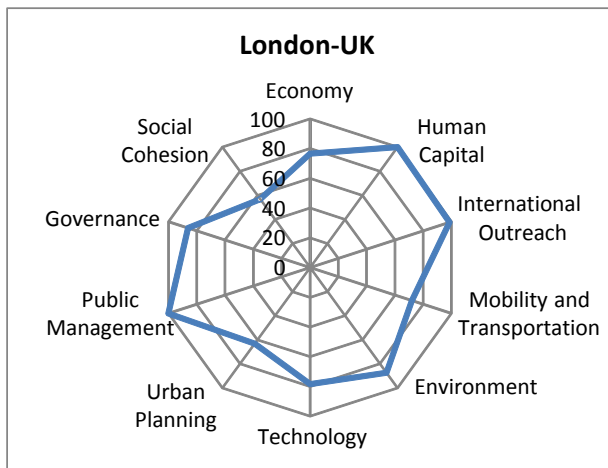 London-UK
Economy
Human
Capital
International
Outreach
Mobility and
Transportation
Environment
Technology
Urban
Planning
Public
Management
Governance
Social
Cohesion
100
80
60
40
20
0